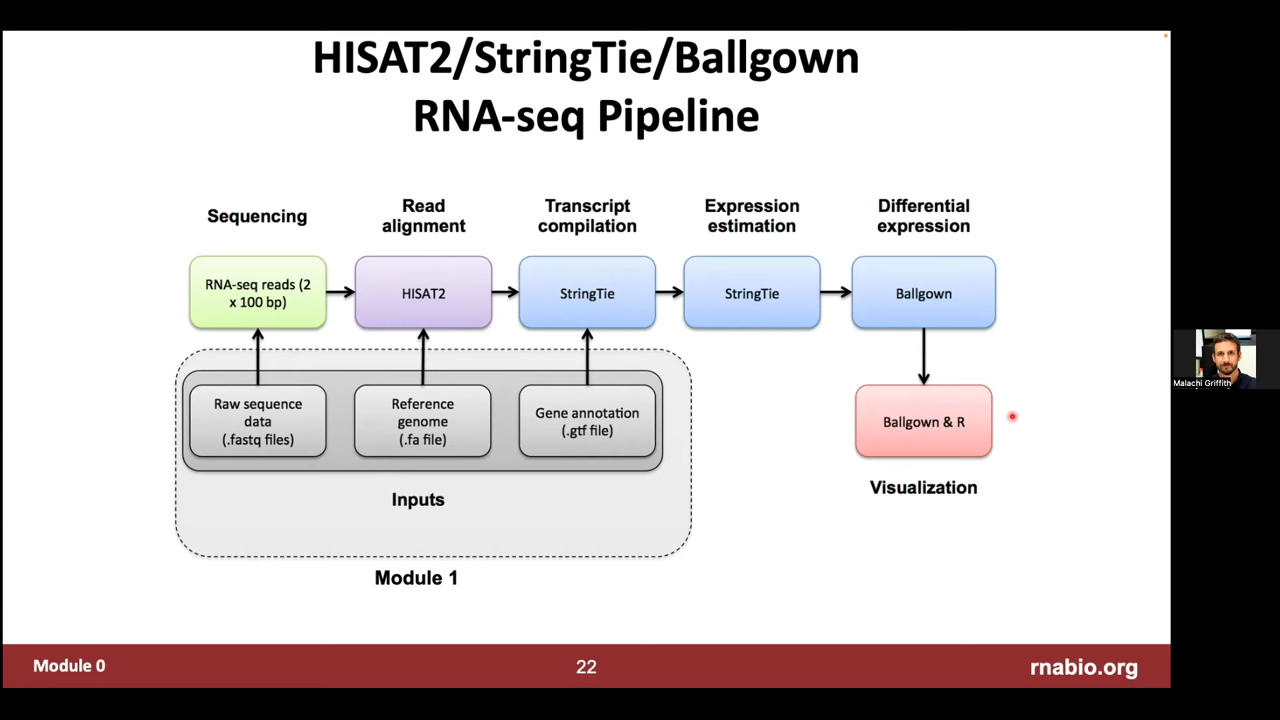 HISAT2/StringTie/Ballgown
RNA-seq Pipeline
Sequencing
Read
alignment
Transcript
compilation
Expression
estimation
Differential
expression
RNA-seq reads (2
x 100 bp)
HISAT2
StringTie
StringTie
Ballgown
Raw sequence
data
(.fastq files)
Reference
genome
(.fa file)
Gene annotation
(.gtf file)
Ballgown & R
Inputs
Visualization
Module 1
Malachi Griffith
Module 0
22
rnabio.org